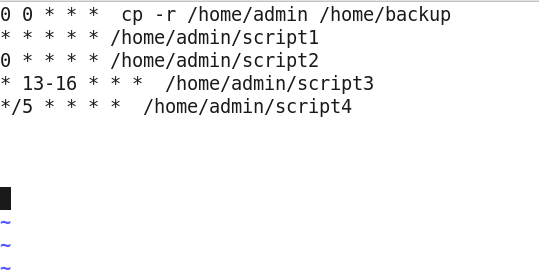 0 0 * * *  cp -r /home/admin /home/backup
* * * * * /home/admin/script1
0 * * * * /home/admin/script2
* 13-16 * * *  /home/admin/script3
*/5 * * * *  /home/admin/script4
~
~
~